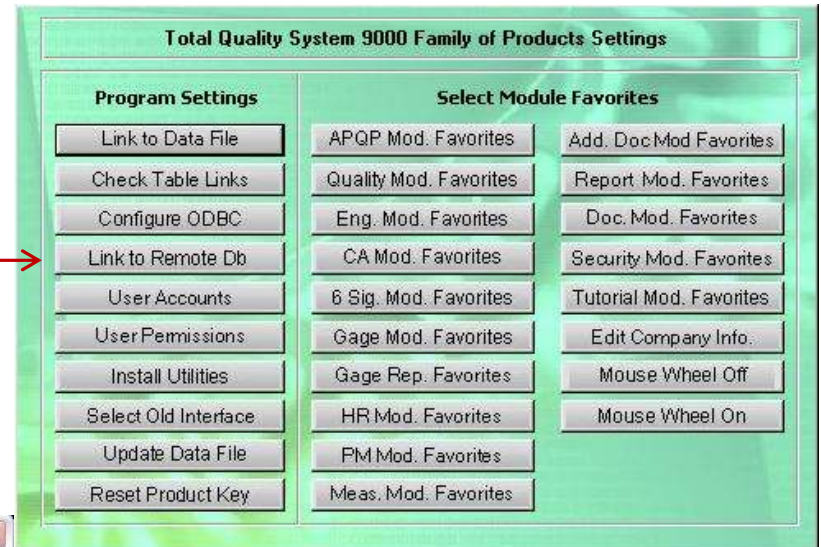 Total Quality System 9000 Family of Products Settings
Program Settings
Link to Data File
Check Table Links
Configure ODBC
Link to Remote Db
User Accounts
User Permissions
Install Utilities
Select Old Interface
Update Data File
Reset Product Key
Select Module Favorites
APQP Mod. Favorites
Quality Mod. Favorites
Eng. Mod. Favorites
CA Mod. Favorites
6 Sig. Mod. Favorites
Gage Mod. Favorites
Gage Rep. Favorites
HR Mod. Favorites
PM Mod. Favorites
Meas. Mod. Favorites
Add. Doc Mod Favorites
Report Mod. Favorites
Doc. Mod. Favorites
Security Mod. Favorites
Tutorial Mod. Favorites
Edit Company Info.
Mouse Wheel Off
Mouse Wheel On